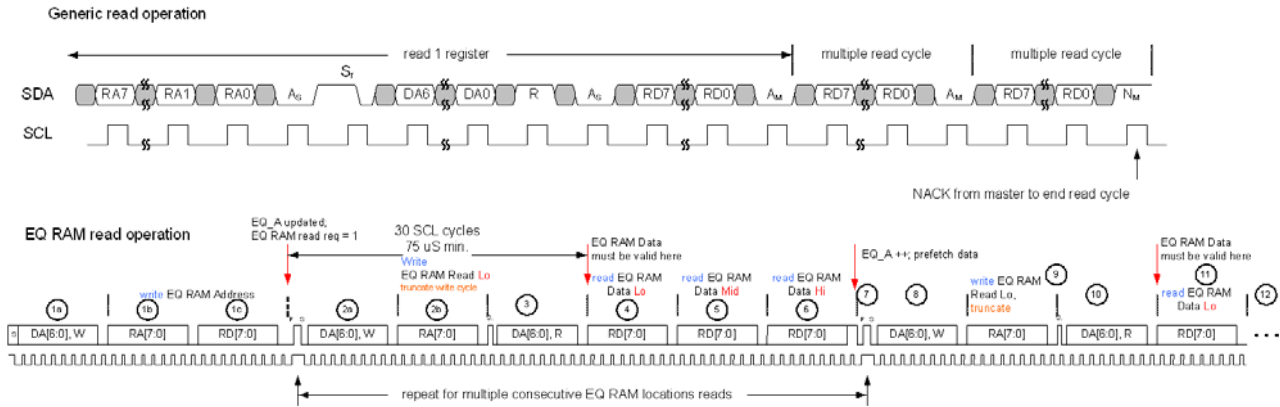 Generic read operation
read 1 register
multiple read cycle
multiple read cycle
SDA
RA7 RA1 RA0 As Sr DA6 DA0 R As RD7 RD0 AM RD7 RD0 AM RD7 RD0 NM
SCL
NACK from master to end read cycle
EQ RAM read operation
EQ_A updated,
EQ RAM read req = 1
30 SCL cycles
75 uS min.
Write
EQ RAM Read Lo
truncate write cycle
EQ RAM Data
must be valid here
EQ_A ++; prefetch data
EQ RAM Data
must be valid here
write EQ RAM Address
read EQ RAM
Data Lo
read EQ RAM
Data Mid
read EQ RAM
Data Hi
write EQ RAM
Read Lo,
truncate
read EQ RAM
Data Lo
1a 1b 1c 2a 2b 3 4 5 6 7 8 9 10 11 12
S DA[6:0], W RA[7:0] RD[7:0] P S DA[6:0], W RA[7:0] S DA[6:0], R RD[7:0] RD[7:0] RD[7:0] P S DA[6:0], W RA[7:0] S DA[6:0], R RD[7:0] ...
repeat for multiple consecutive EQ RAM locations reads